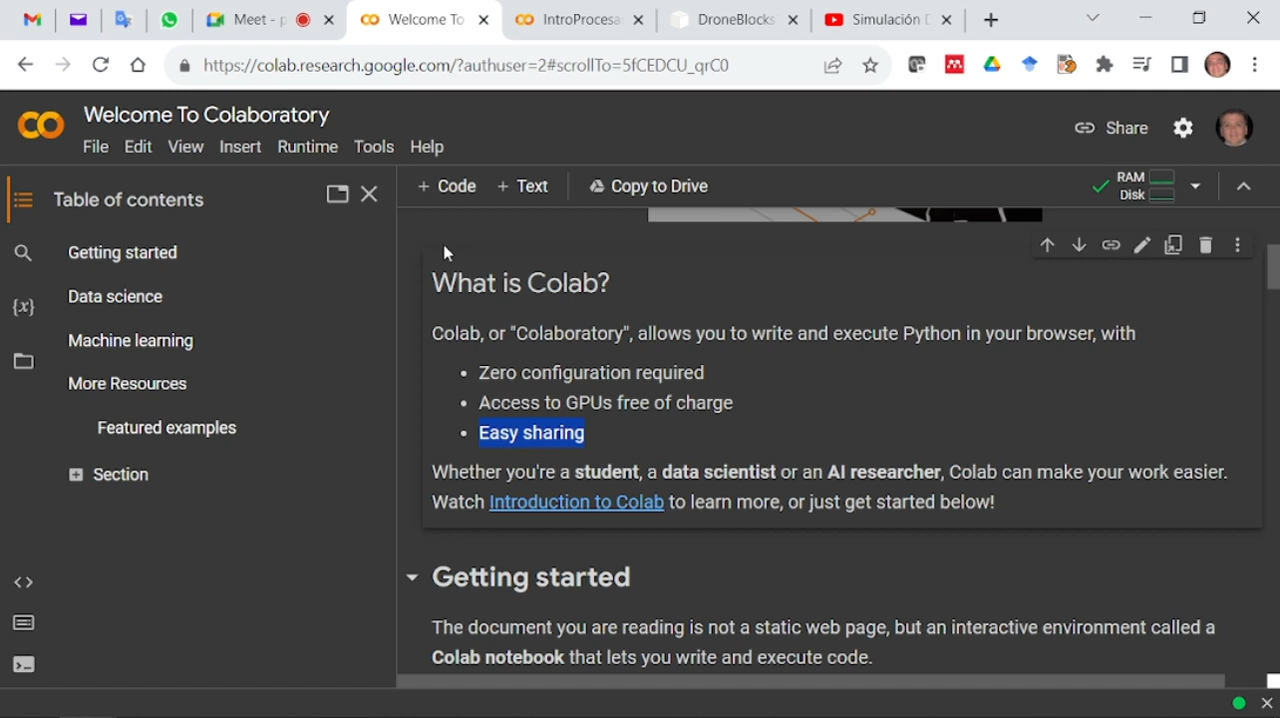 Meet - p
Welcome To
IntroProcesa
DroneBlocks
Simulación D
https://colab.research.google.com/?authuser=2#scrollTo=5fCEDCU_qrC0
Welcome To Colaboratory
File Edit View Insert Runtime Tools Help
Share
Table of contents
+ Code + Text
Copy to Drive
RAM
Disk
Getting started
Data science
Machine learning
More Resources
Featured examples
Section
What is Colab?
Colab, or "Colaboratory", allows you to write and execute Python in your browser, with
• Zero configuration required
• Access to GPUs free of charge
• Easy sharing
Whether you're a student, a data scientist or an AI researcher, Colab can make your work easier.
Watch Introduction to Colab to learn more, or just get started below!
Getting started
The document you are reading is not a static web page, but an interactive environment called a
Colab notebook that lets you write and execute code.